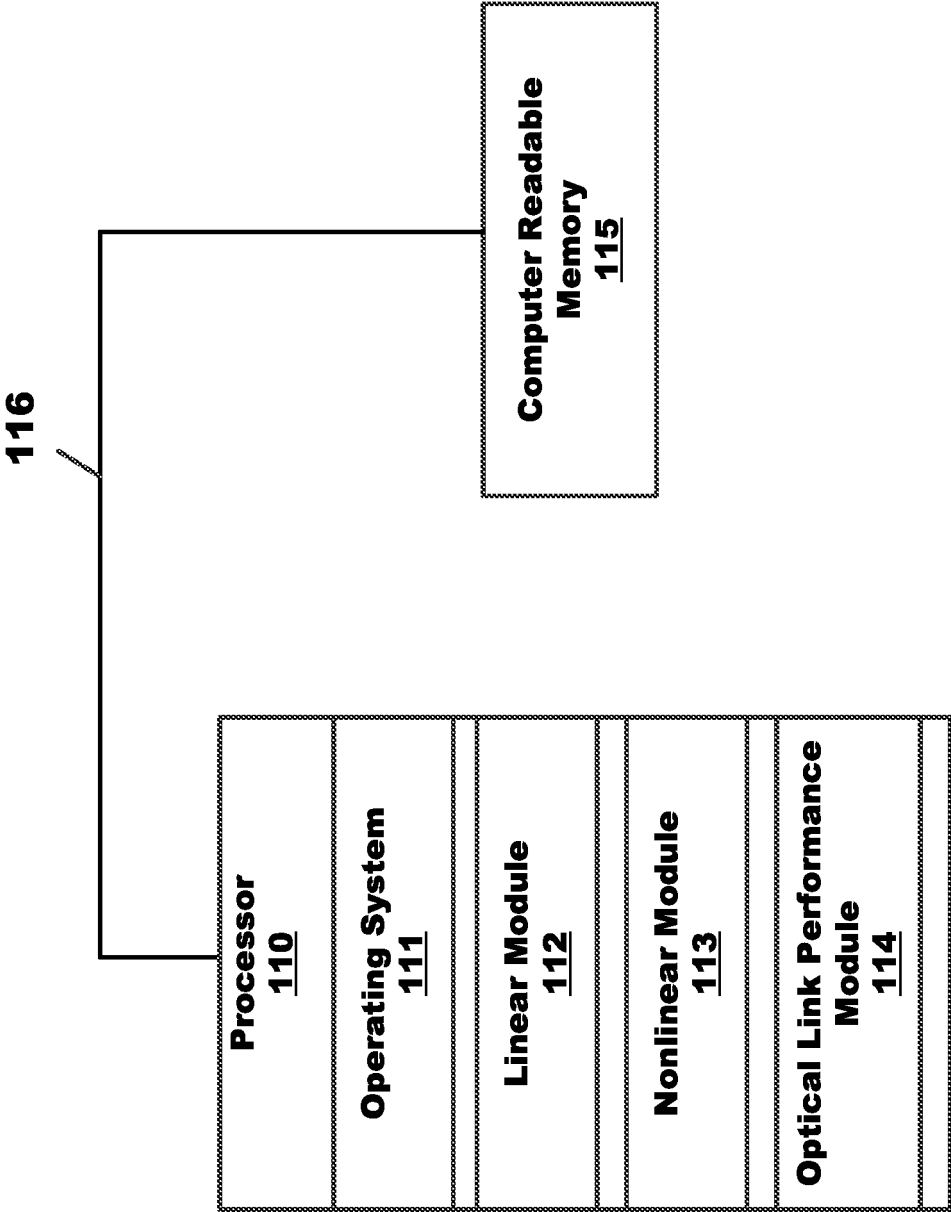 116
Processor
110
Operating System
111
Linear Module
112
Nonlinear Module
113
Optical Link Performance
Module
114
Computer Readable
Memory
115